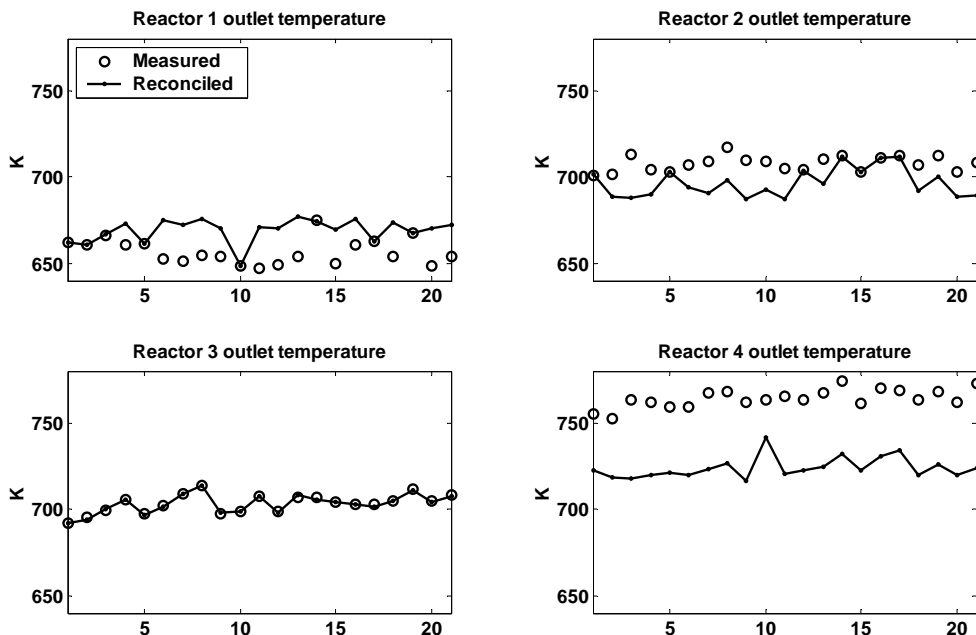 Reactor 1 outlet temperature
Measured
Reconciled
750
700
650
K
5
10
15
20
Reactor 2 outlet temperature
750
700
650
K
5
10
15
20
Reactor 3 outlet temperature
750
700
650
K
5
10
15
20
Reactor 4 outlet temperature
750
700
650
K
5
10
15
20